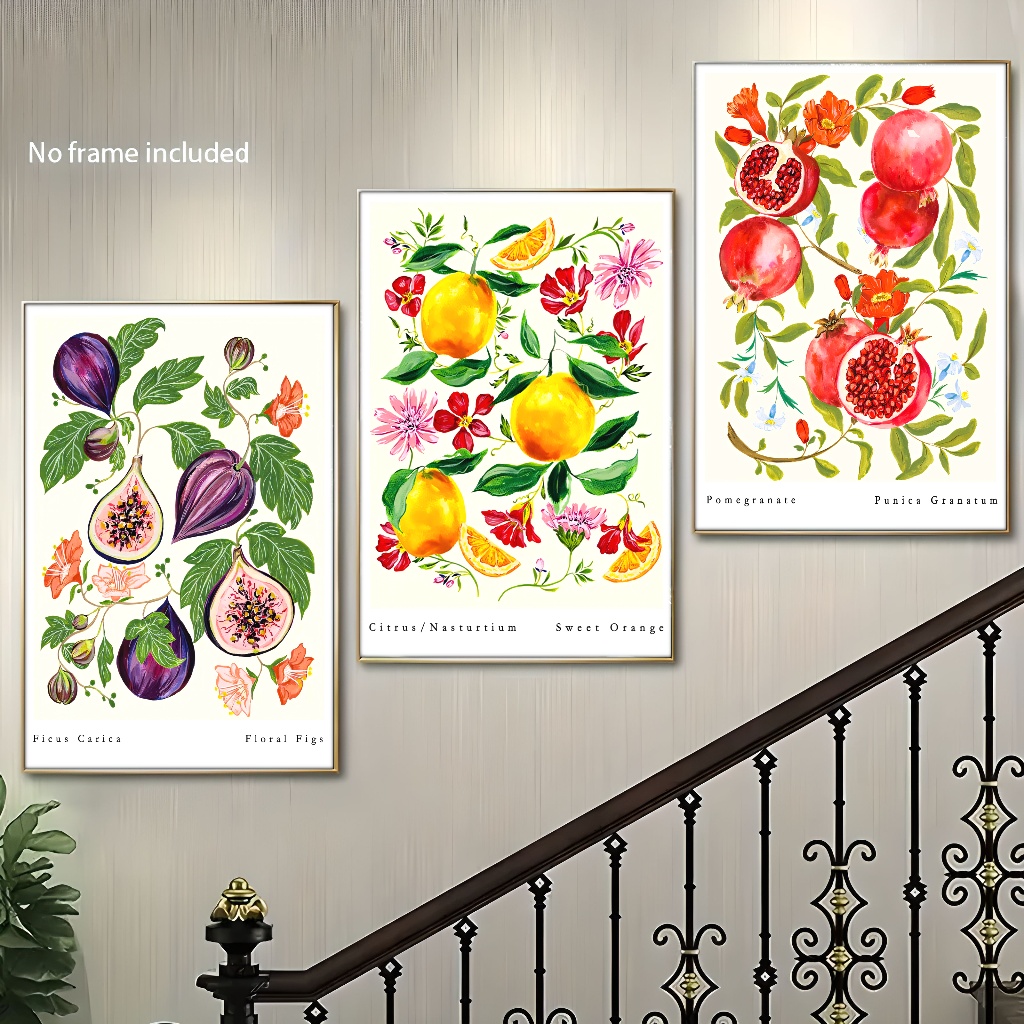 No frame included
Pomegranate Punica Granatum
Citrus/Nasturtium Sweet Orange
Ficus Carica Floral Figs